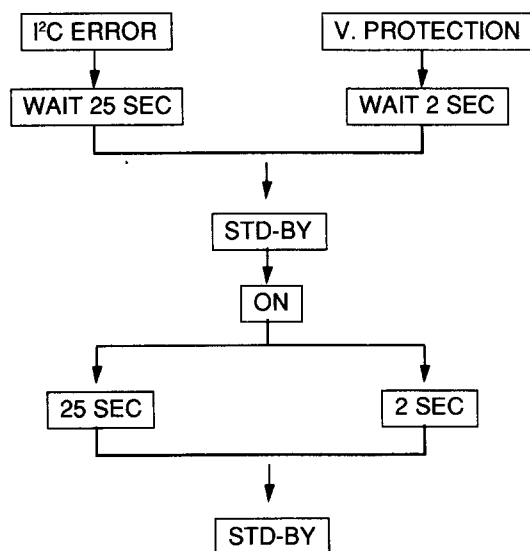 I²C ERROR
V. PROTECTION
WAIT 25 SEC
WAIT 2 SEC
STD-BY
ON
25 SEC
2 SEC
STD-BY